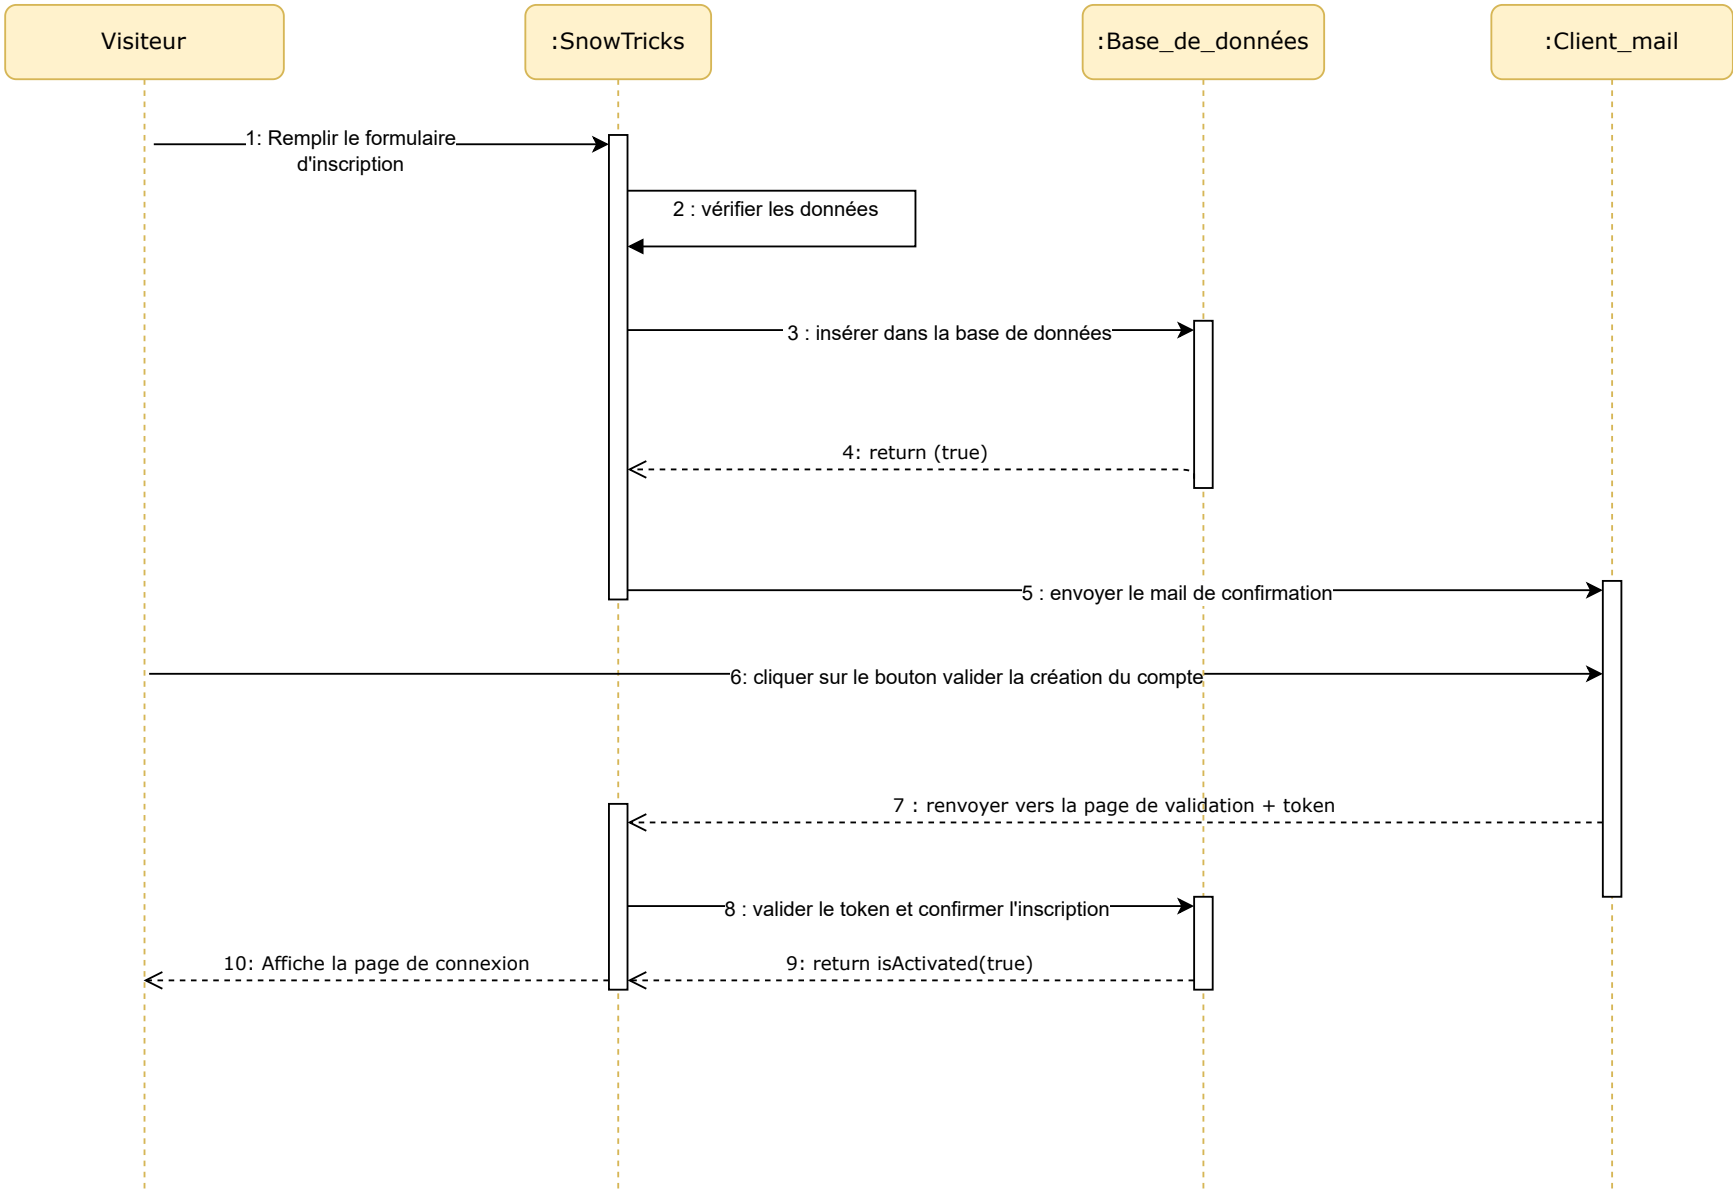 Visiteur
:SnowTricks
:Base_de_données
:Client_mail
1: Remplir le formulaire
d'inscription
2 : vérifier les données
3 : insérer dans la base de données
4: return (true)
5 : envoyer le mail de confirmation
6: cliquer sur le bouton valider la création du compte
7 : renvoyer vers la page de validation + token
8 : valider le token et confirmer l'inscription
10: Affiche la page de connexion
9: return isActivated(true)